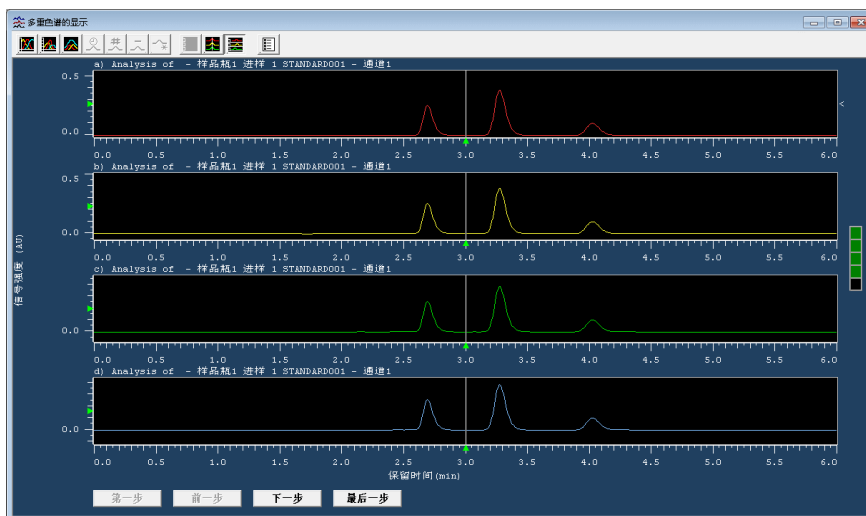 多重色谱的显示
a) Analysis of - 样品瓶1 进样 1 STANDARD001 - 通道1
0.5
0.0
0.0 0.5 1.0 1.5 2.0 2.5 3.0 3.5 4.0 4.5 5.0 5.5 6.0
b) Analysis of - 样品瓶1 进样 1 STANDARD001 - 通道1
0.5
0.0
0.0 0.5 1.0 1.5 2.0 2.5 3.0 3.5 4.0 4.5 5.0 5.5 6.0
c) Analysis of - 样品瓶1 进样 1 STANDARD001 - 通道1
0.0
0.0 0.5 1.0 1.5 2.0 2.5 3.0 3.5 4.0 4.5 5.0 5.5 6.0
d) Analysis of - 样品瓶1 进样 1 STANDARD001 - 通道1
0.0
0.0 0.5 1.0 1.5 2.0 2.5 3.0 3.5 4.0 4.5 5.0 5.5 6.0
信号强度 (AU)
保留时间(min)
第一步 前一步 下一步 最后一步